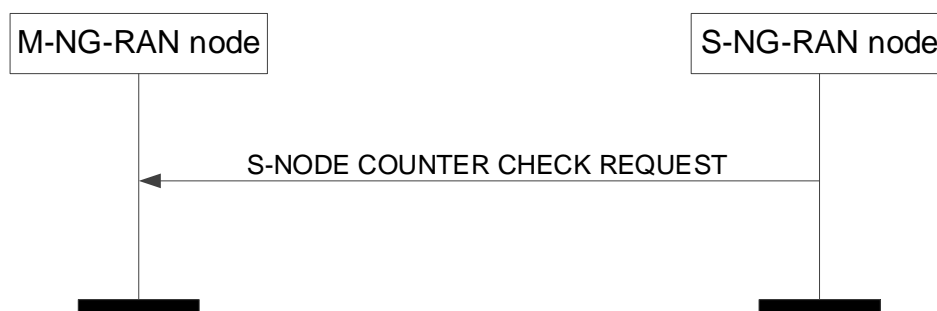 M-NG-RAN node
S-NG-RAN node
S-NODE COUNTER CHECK REQUEST